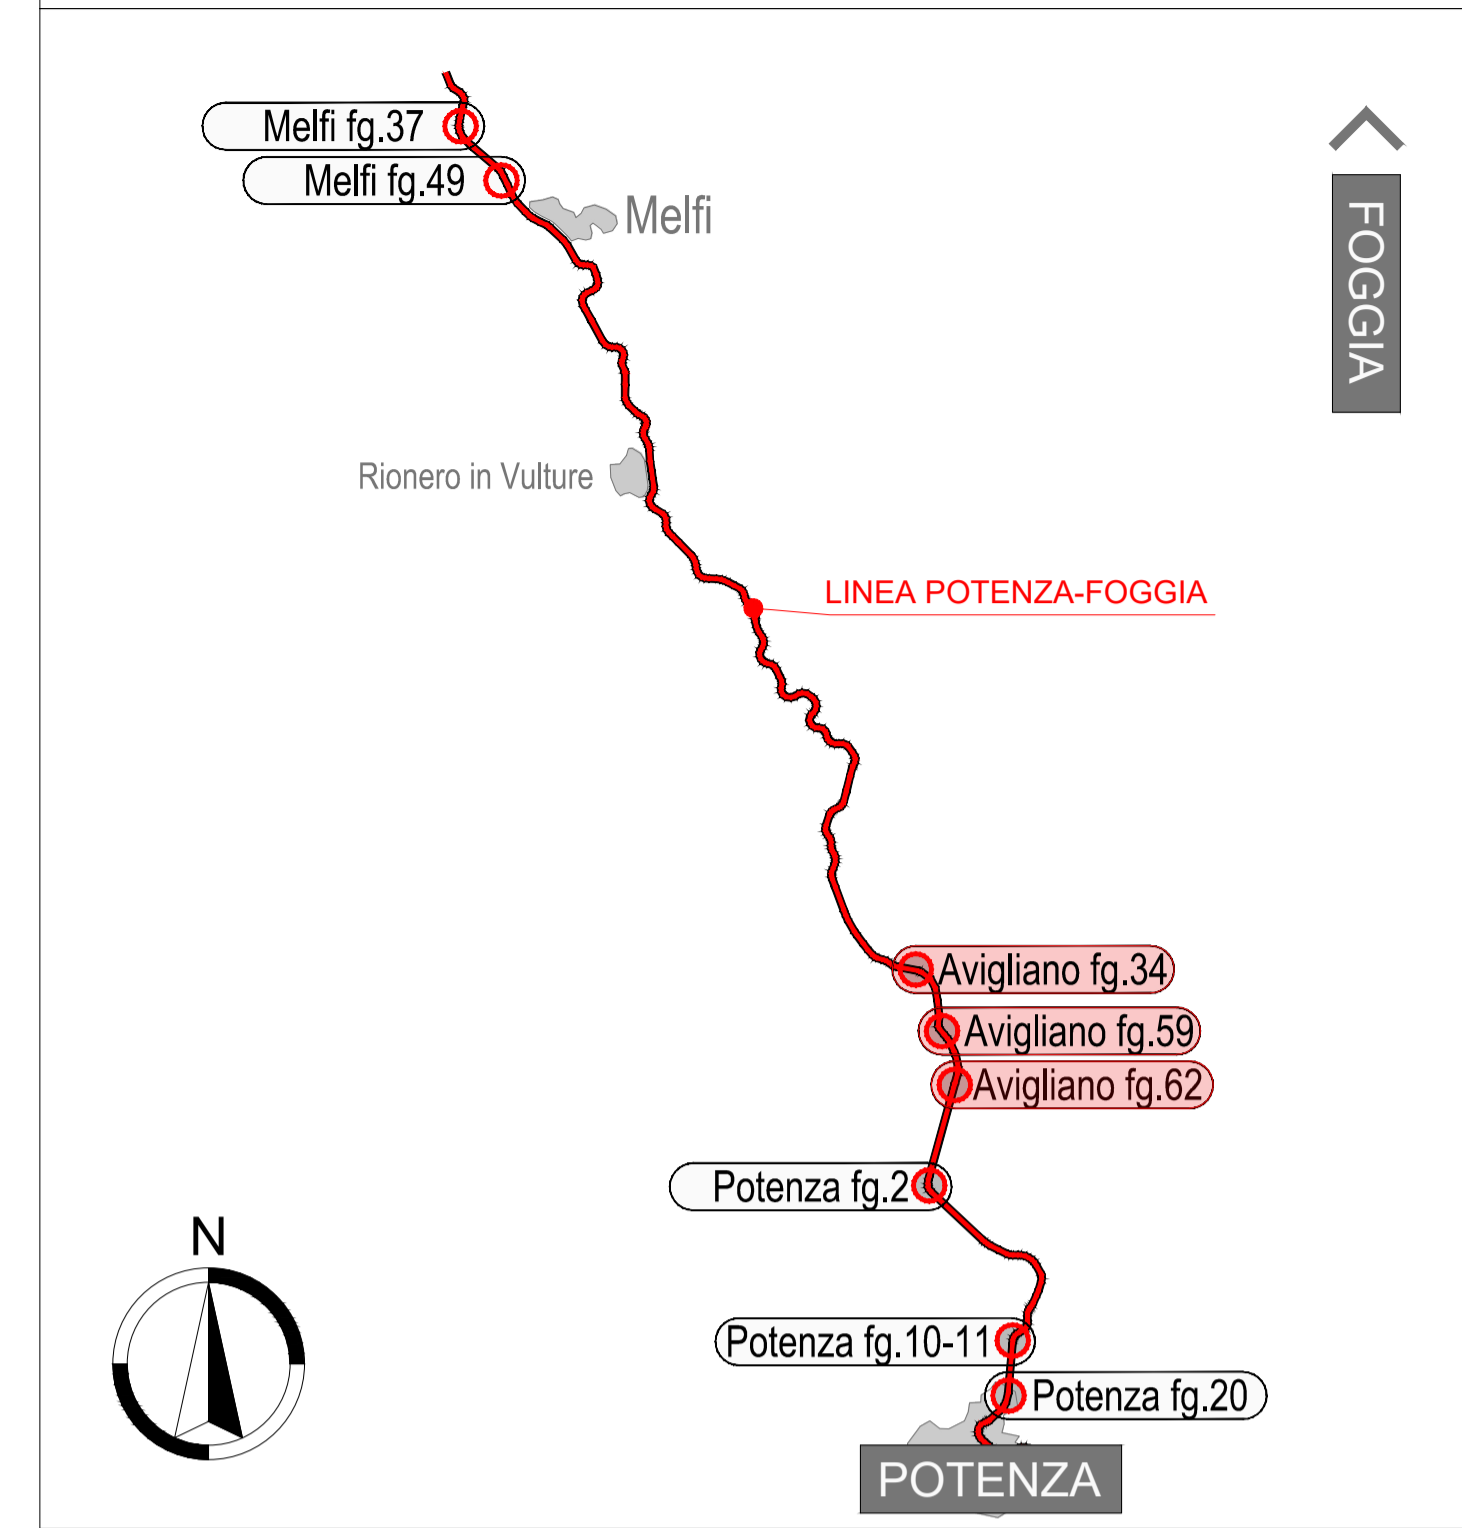 Melfi fg.37
Melfi fg.49
Melfi
FOGGIA
Rionero in Vulture
LINEA POTENZA-FOGGIA
Avigliano fg.34
Avigliano fg.59
Avigliano fg.62
Potenza fg.2
N
Potenza fg.10-11
Potenza fg.20
POTENZA